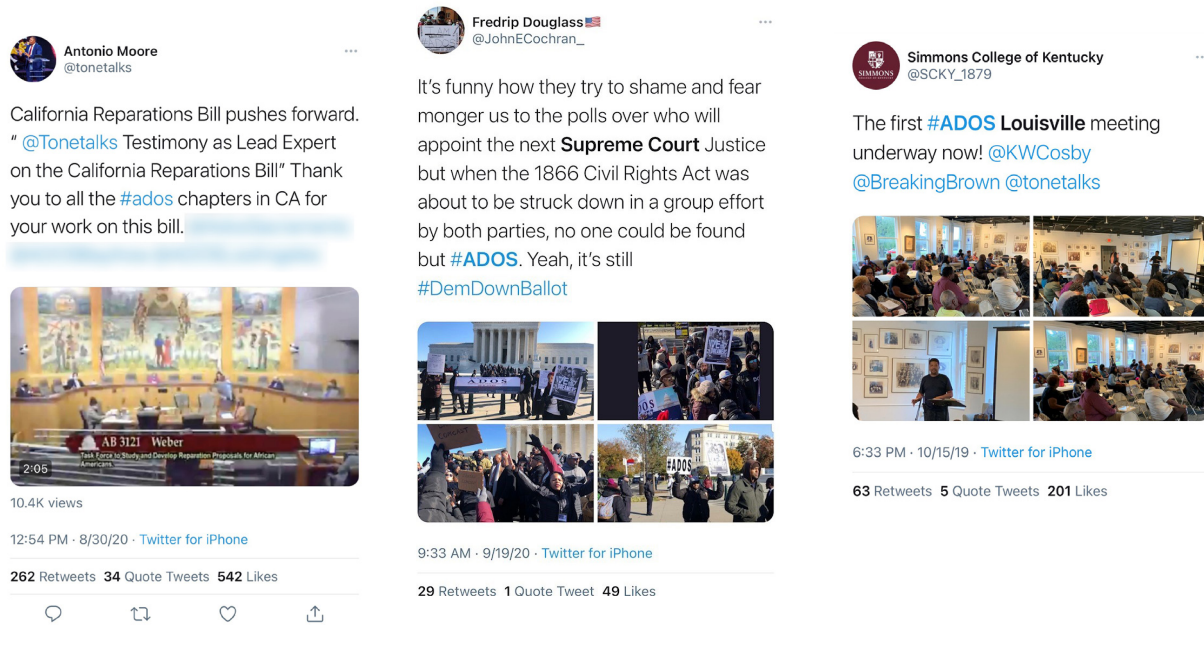 Antonio Moore
@tonetalks
California Reparations Bill pushes forward.
“ @Tonetalks Testimony as Lead Expert
on the California Reparations Bill” Thank
you to all the #ados chapters in CA for
your work on this bill.
AB 3121 Weber
Task Force to Study and Develop Reparation Proposals for African
Americans.
2:05
10.4K views
12:54 PM · 8/30/20 · Twitter for iPhone
262 Retweets 34 Quote Tweets 542 Likes
Fredrip Douglass🇺🇸
@JohnECochran_
It’s funny how they try to shame and fear
monger us to the polls over who will
appoint the next Supreme Court Justice
but when the 1866 Civil Rights Act was
about to be struck down in a group effort
by both parties, no one could be found
but #ADOS. Yeah, it’s still
#DemDownBallot
ADOS
#ADOS
9:33 AM · 9/19/20 · Twitter for iPhone
29 Retweets 1 Quote Tweet 49 Likes
SIMMONS
Simmons College of Kentucky
@SCKY_1879
The first #ADOS Louisville meeting
underway now! @KWCosby
@BreakingBrown @tonetalks
6:33 PM · 10/15/19 · Twitter for iPhone
63 Retweets 5 Quote Tweets 201 Likes